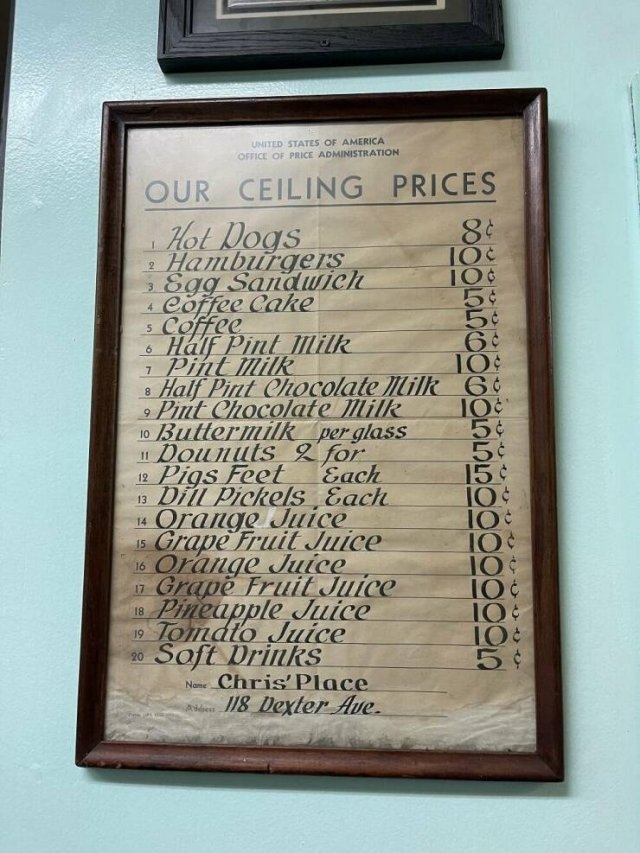 UNITED STATES OF AMERICA
OFFICE OF PRICE ADMINISTRATION
OUR CEILING PRICES
1 Hot Dogs 8¢
2 Hamburgers 10¢
3 Egg Sandwich 10¢
4 Coffee Cake 5¢
5 Coffee 5¢
6 Half Pint Milk 6¢
7 Pint Milk 10¢
8 Half Pint Chocolate Milk 6¢
9 Pint Chocolate Milk 10¢
10 Buttermilk per glass 5¢
11 Dounuts 2 for 5¢
12 Pigs Feet Each 15¢
13 Dill Pickels Each 10¢
14 Orange Juice 10¢
15 Grape Fruit Juice 10¢
16 Orange Juice 10¢
17 Grape Fruit Juice 10¢
18 Pineapple Juice 10¢
19 Tomato Juice 10¢
20 Soft Drinks 5¢
Name Chris' Place
Address 118 Dexter Ave.